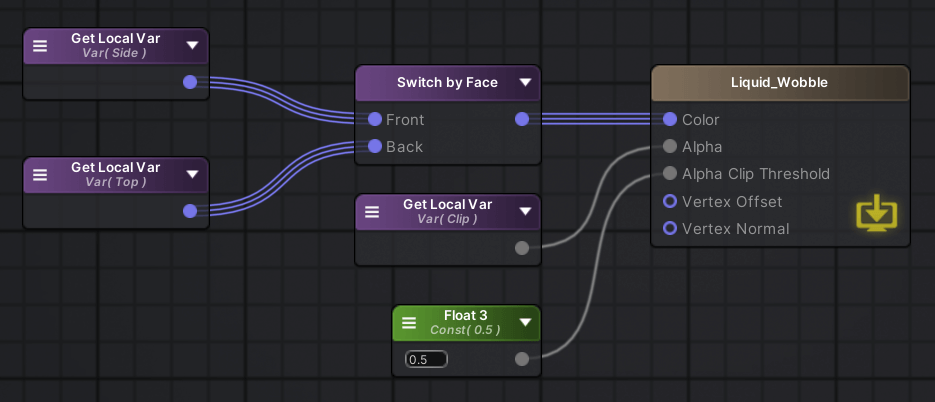 Get Local Var
Var( Side )
Switch by Face
Front
Back
Liquid_Wobble
Color
Alpha
Alpha Clip Threshold
Vertex Offset
Vertex Normal
Get Local Var
Var( Top )
Get Local Var
Var( Clip )
Float 3
Const( 0.5 )
0.5